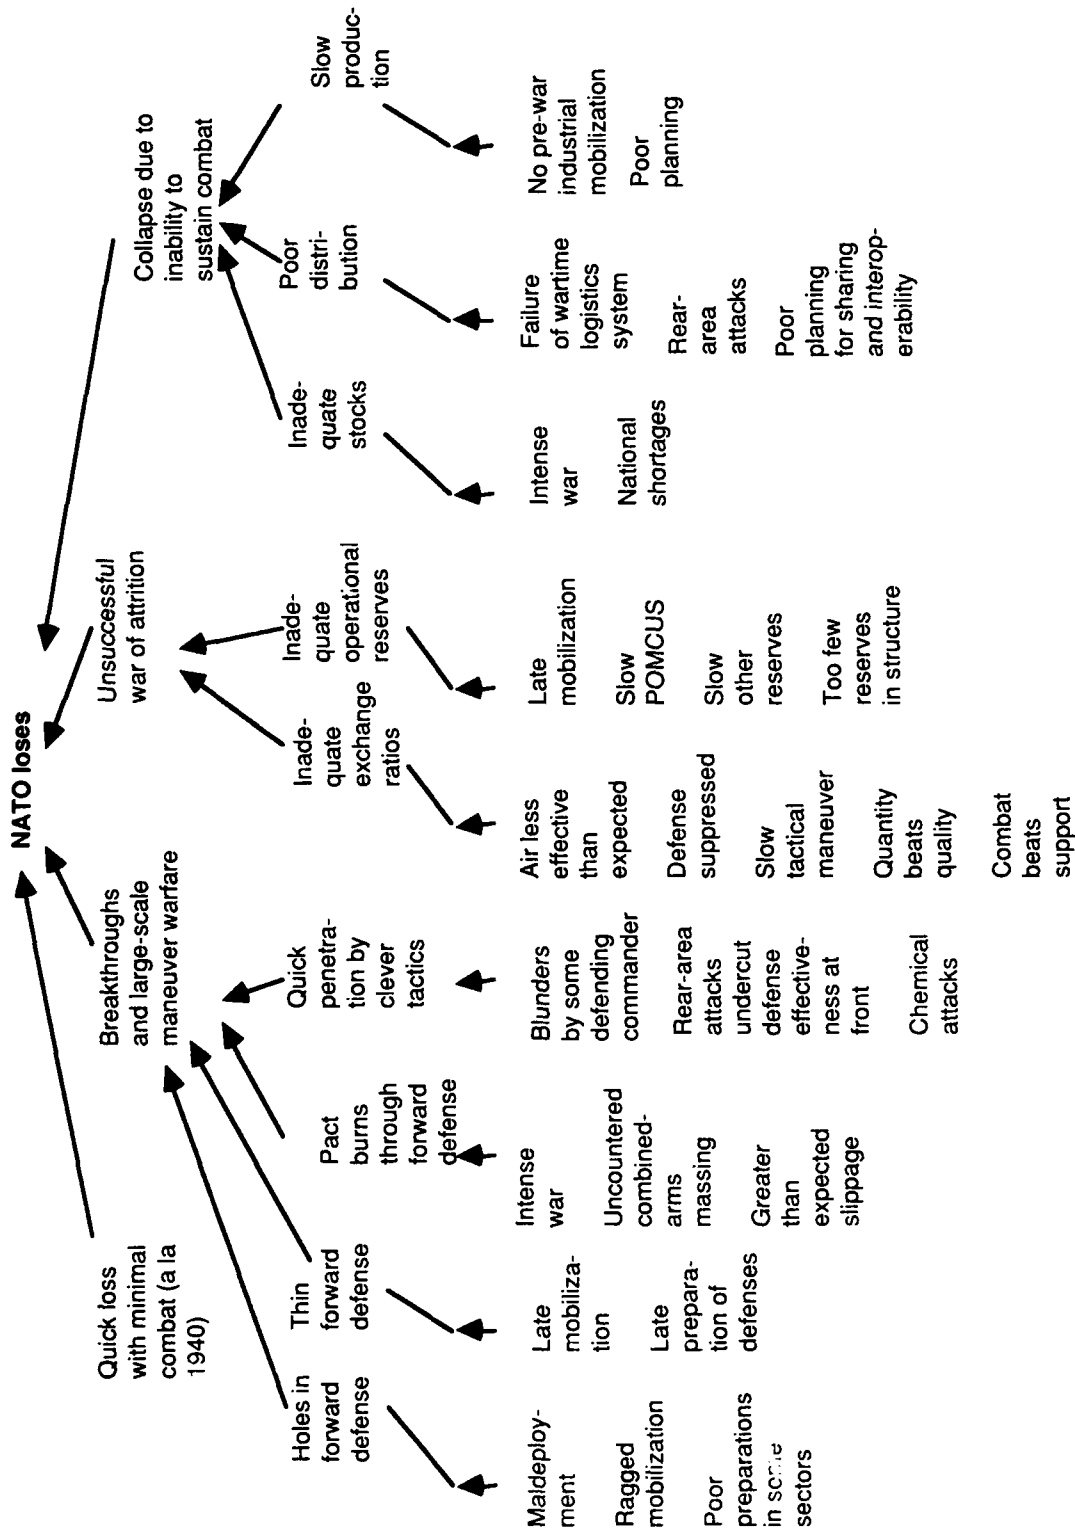 NATO loses
Quick loss
with minimal
combat (a la
1940)
Breakthroughs
and large-scale
maneuver warfare
Unsuccessful
war of attrition
Collapse due to
inability to
sustain combat
Holes in
forward
defense
Thin
forward
defense
Pact
burns
through
forward
defense
Quick
penetra-
tion by
clever
tactics
Inade-
quate
exchange
ratios
Inade-
quate
operational
reserves
Inade-
quate
stocks
Poor
distri-
bution
Slow
produc-
tion
Maldeploy-
ment
Ragged
mobilization
Poor
preparations
in some
sectors
Late
mobiliza-
tion
Late
prepara-
tion of
defenses
Intense
war
Uncountered
combined-
arms
massing
Greater
than
expected
slippage
Blunders
by some
defending
commander
Rear-area
attacks
undercut
defense
effective-
ness at
front
Chemical
attacks
Air less
effective
than
expected
Defense
suppressed
Slow
tactical
maneuver
Quantity
beats
quality
Combat
beats
support
Late
mobilization
Slow
POMCUS
Slow
other
reserves
Too few
reserves
in structure
Intense
war
National
shortages
Failure
of wartime
logistics
system
Rear-
area
attacks
Poor
planning
for sharing
and interop-
erability
No pre-war
industrial
mobilization
Poor
planning